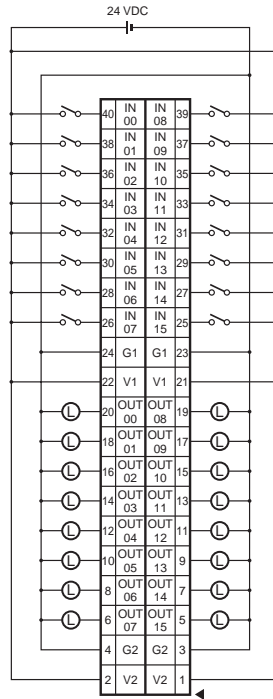 24 VDC
40 IN 00 IN 08 39
38 IN 01 IN 09 37
36 IN 02 IN 10 35
34 IN 03 IN 11 33
32 IN 04 IN 12 31
30 IN 05 IN 13 29
28 IN 06 IN 14 27
26 IN 07 IN 15 25
24 G1 G1 23
22 V1 V1 21
L 20 OUT 00 OUT 08 19 L
L 18 OUT 01 OUT 09 17 L
L 16 OUT 02 OUT 10 15 L
L 14 OUT 03 OUT 11 13 L
L 12 OUT 04 OUT 12 11 L
L 10 OUT 05 OUT 13 9 L
L 8 OUT 06 OUT 14 7 L
L 6 OUT 07 OUT 15 5 L
4 G2 G2 3
2 V2 V2 1